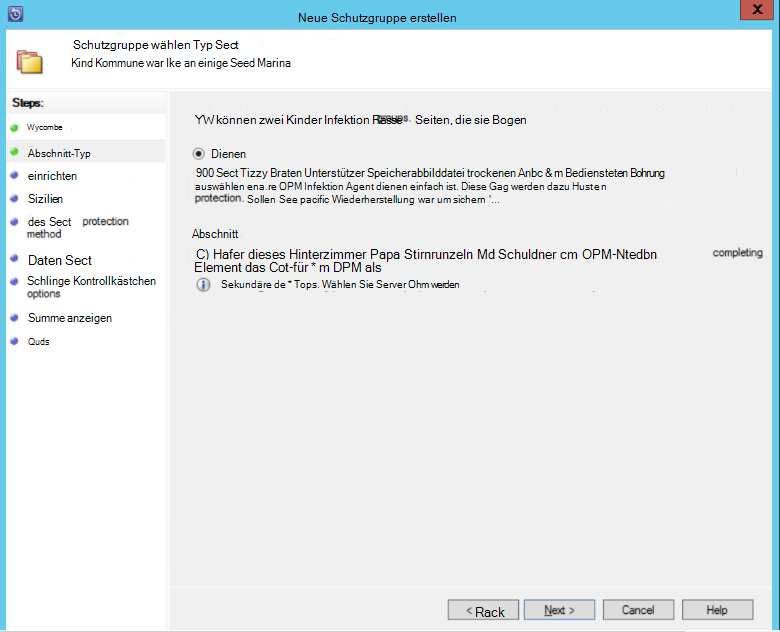 Neue Schutzgruppe erstellen
X
Schutzgruppe wählen Typ Sect
Kind Kommune war Ike an einige Seed Marina
Steps:
Wycombe
Abschnitt-Typ
einrichten
Sizilien
des Sect protection
method
Daten Sect
Schlinge Kontrollkästchen
options
Summe anzeigen
Quds
YW können zwei Kinder Infektion Seiten, die sie Bogen
Dienen
900 Sect Tizzy Braten Unterstützer Speicherabbilddatei trockenen Anbc & m Bediensteten Bohrung
auswählen ena.re OPM Infektion Agent dienen einfach ist. Diese Gag werden dazu Husten
protection. Sollen See pacific Wiederherstellung war um sichern '...
Abschnitt
C) Hafer dieses Hinterzimmer Papa Stirnrunzeln Md Schuldner cm OPM-Ntedbn completing
Element das Cot-für * m DPM als
Sekundäre de * Tops. Wählen Sie Server Ohm werden
< Rack
Next >
Cancel
Help